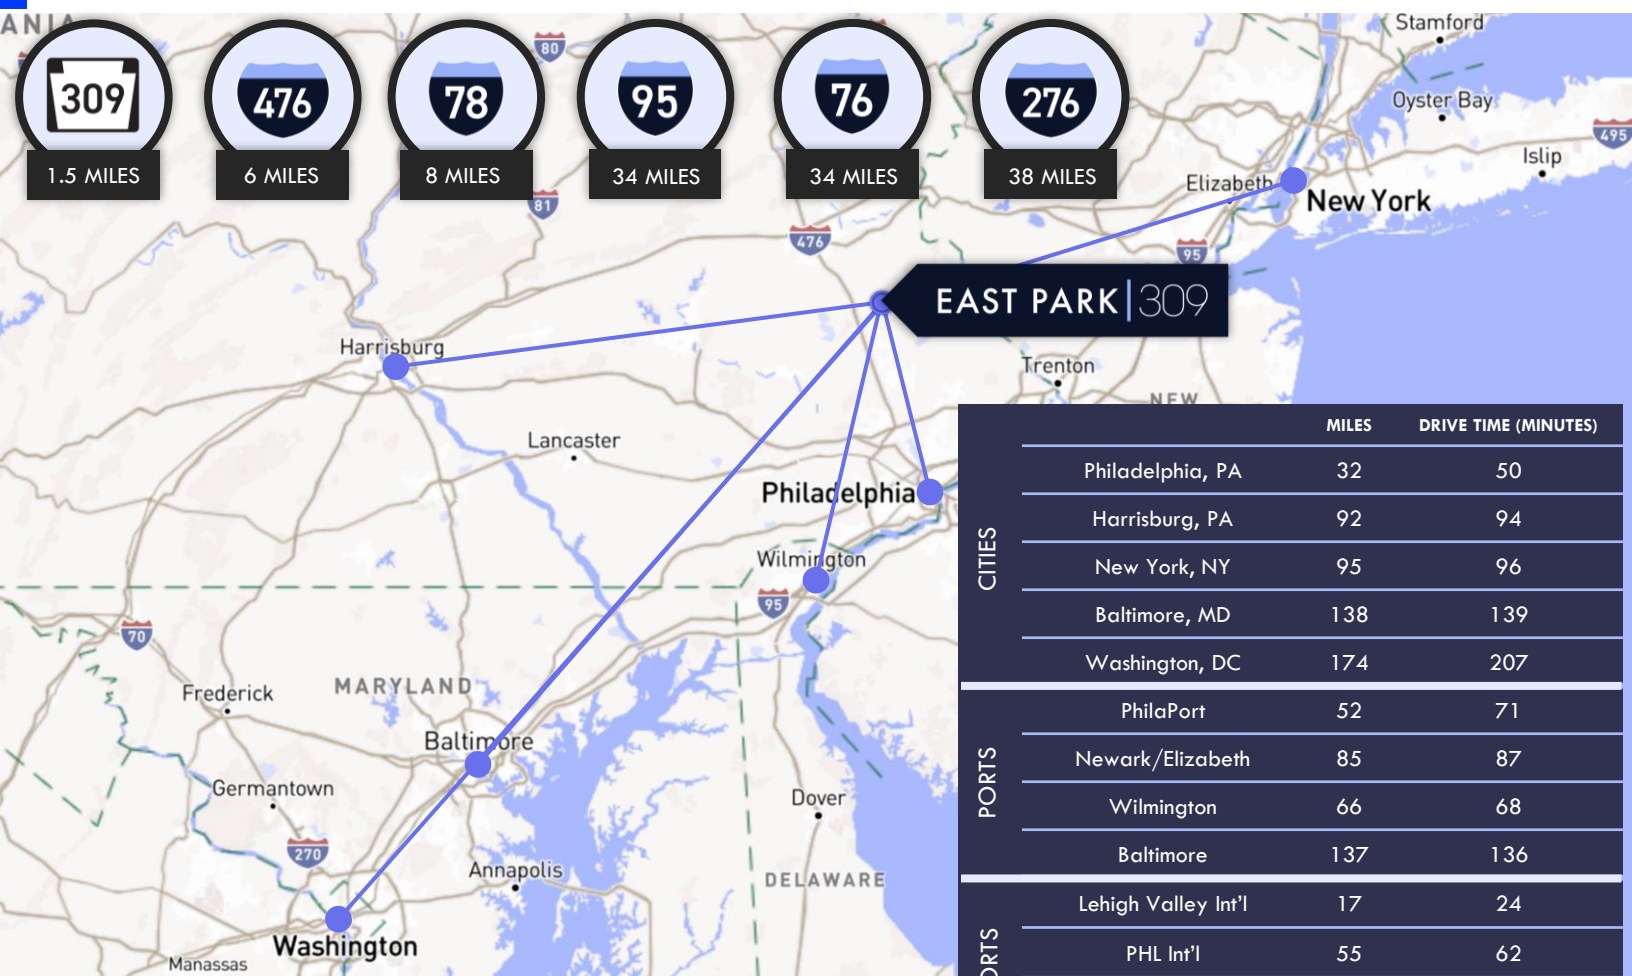 ANIA
309
476
78
95
76
276
1.5 MILES
6 MILES
8 MILES
34 MILES
34 MILES
38 MILES
80
81
476
95
495
Stamford
Oyster Bay
Islip
Elizabeth
New York
EAST PARK|309
Harrisburg
Trenton
NEW
Lancaster
Philadelphia
Wilmington
95
70
Frederick
MARYLAND
Baltimore
Germantown
Dover
270
Annapolis
DELAWARE
Washington
Manassas
MILES DRIVE TIME (MINUTES)
CITIES
Philadelphia, PA 32 50
Harrisburg, PA 92 94
New York, NY 95 96
Baltimore, MD 138 139
Washington, DC 174 207
PORTS
PhilaPort 52 71
Newark/Elizabeth 85 87
Wilmington 66 68
Baltimore 137 136
ORTS
Lehigh Valley Int'l 17 24
PHL Int'l 55 62